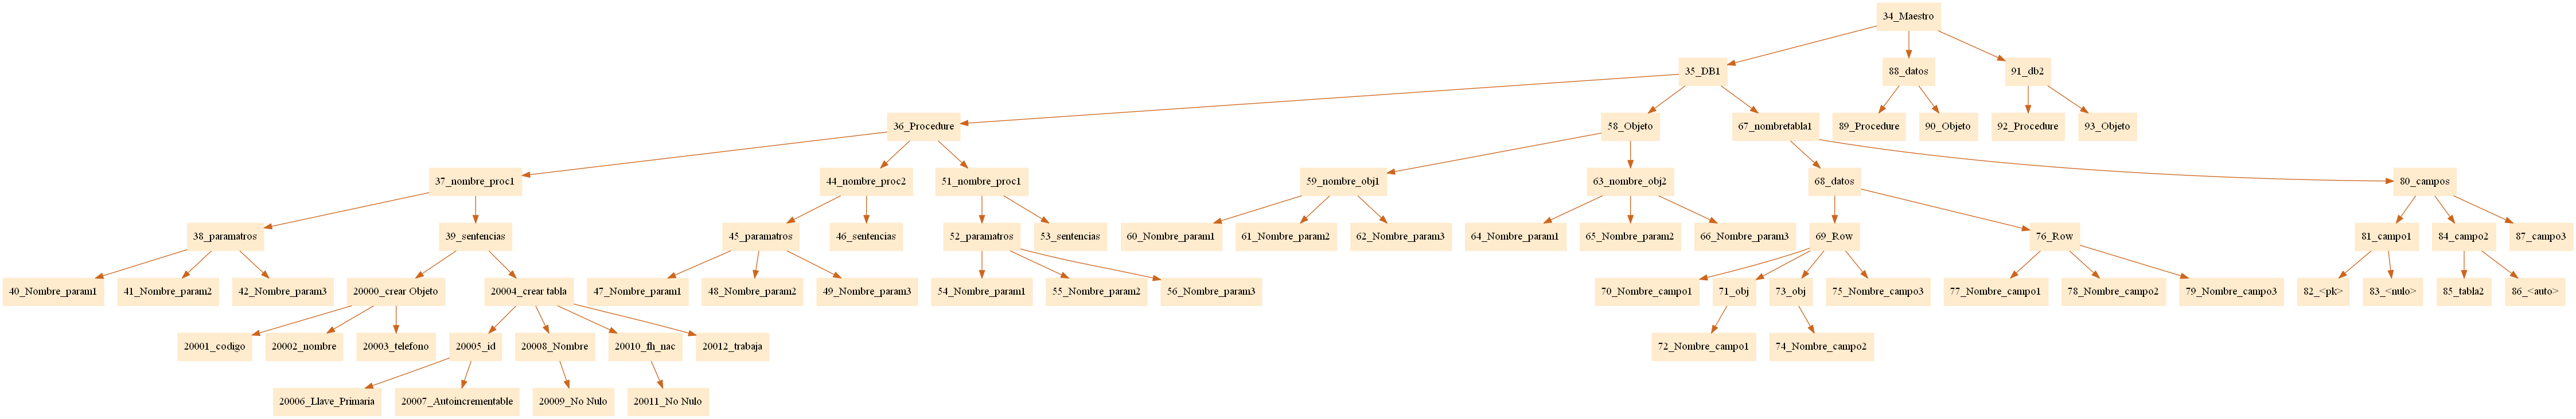 34_Maestro
35_DB1
88_datos
91_db2
36_Procedure
58_Objeto
67_nombretabla1
89_Procedure
90_Objeto
92_Procedure
93_Objeto
37_nombre_proc1
44_nombre_proc2
51_nombre_proc1
59_nombre_obj1
63_nombre_obj2
68_datos
80_campos
38_paramatros
39_sentencias
45_paramatros
46_sentencias
52_paramatros
53_sentencias
60_Nombre_param1
61_Nombre_param2
62_Nombre_param3
64_Nombre_param1
65_Nombre_param2
66_Nombre_param3
69_Row
76_Row
81_campo1
84_campo2
87_campo3
40_Nombre_param1
41_Nombre_param2
42_Nombre_param3
20000_crear Objeto
20004_crear tabla
47_Nombre_param1
48_Nombre_param2
49_Nombre_param3
54_Nombre_param1
55_Nombre_param2
56_Nombre_param3
70_Nombre_campo1
71_obj
73_obj
75_Nombre_campo3
77_Nombre_campo1
78_Nombre_campo2
79_Nombre_campo3
82_<pk>
83_<nulo>
85_tabla2
86_<auto>
20001_codigo
20002_nombre
20003_telefono
20005_id
20008_Nombre
20010_fh_nac
20012_trabaja
72_Nombre_campo1
74_Nombre_campo2
20006_Llave_Primaria
20007_Autoincrementable
20009_No Nulo
20011_No Nulo